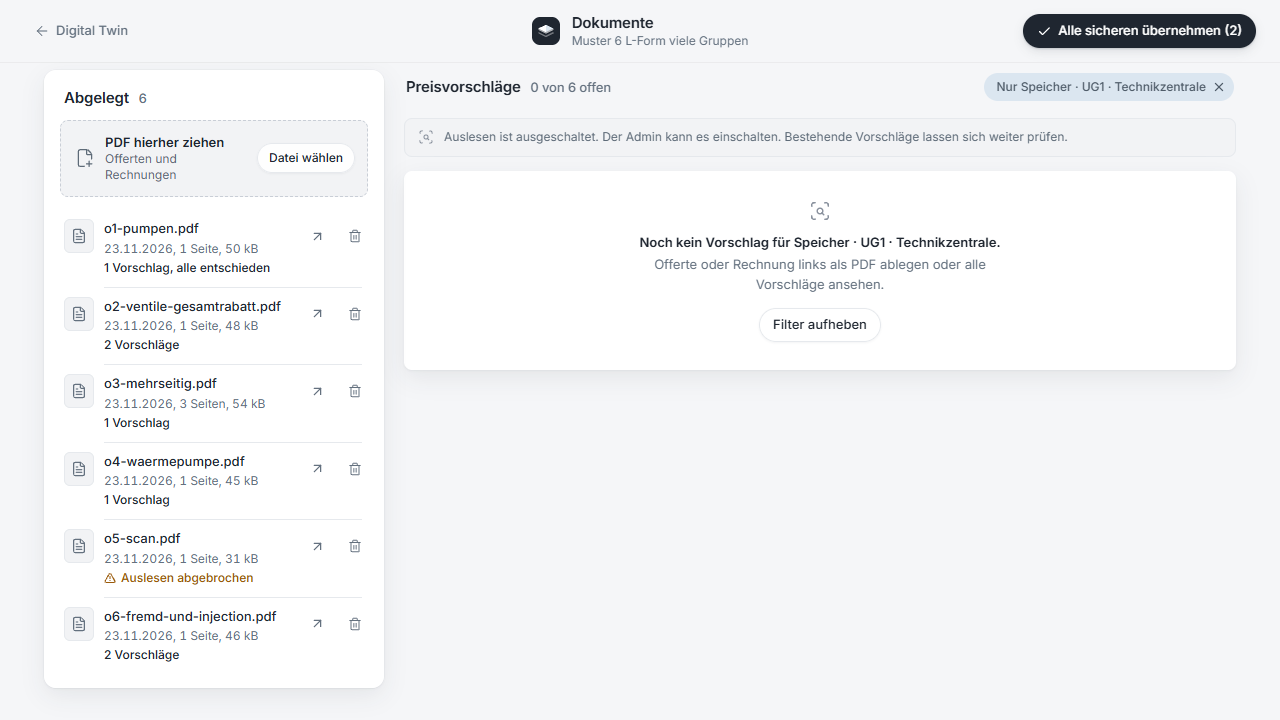 Digital Twin
Dokumente
Muster 6 L-Form viele Gruppen
Alle sicheren übernehmen (2)
Abgelegt 6
PDF hierher ziehen
Offerten und
Rechnungen
Datei wählen
o1-pumpen.pdf
23.11.2026, 1 Seite, 50 kB
1 Vorschlag, alle entschieden
o2-ventile-gesamtrabatt.pdf
23.11.2026, 1 Seite, 48 kB
2 Vorschläge
o3-mehrseitig.pdf
23.11.2026, 3 Seiten, 54 kB
1 Vorschlag
o4-waermepumpe.pdf
23.11.2026, 1 Seite, 45 kB
1 Vorschlag
o5-scan.pdf
23.11.2026, 1 Seite, 31 kB
Auslesen abgebrochen
o6-fremd-und-injection.pdf
23.11.2026, 1 Seite, 46 kB
2 Vorschläge
Preisvorschläge 0 von 6 offen
Nur Speicher · UG1 · Technikzentrale
Auslesen ist ausgeschaltet. Der Admin kann es einschalten. Bestehende Vorschläge lassen sich weiter prüfen.
Noch kein Vorschlag für Speicher · UG1 · Technikzentrale.
Offerte oder Rechnung links als PDF ablegen oder alle
Vorschläge ansehen.
Filter aufheben